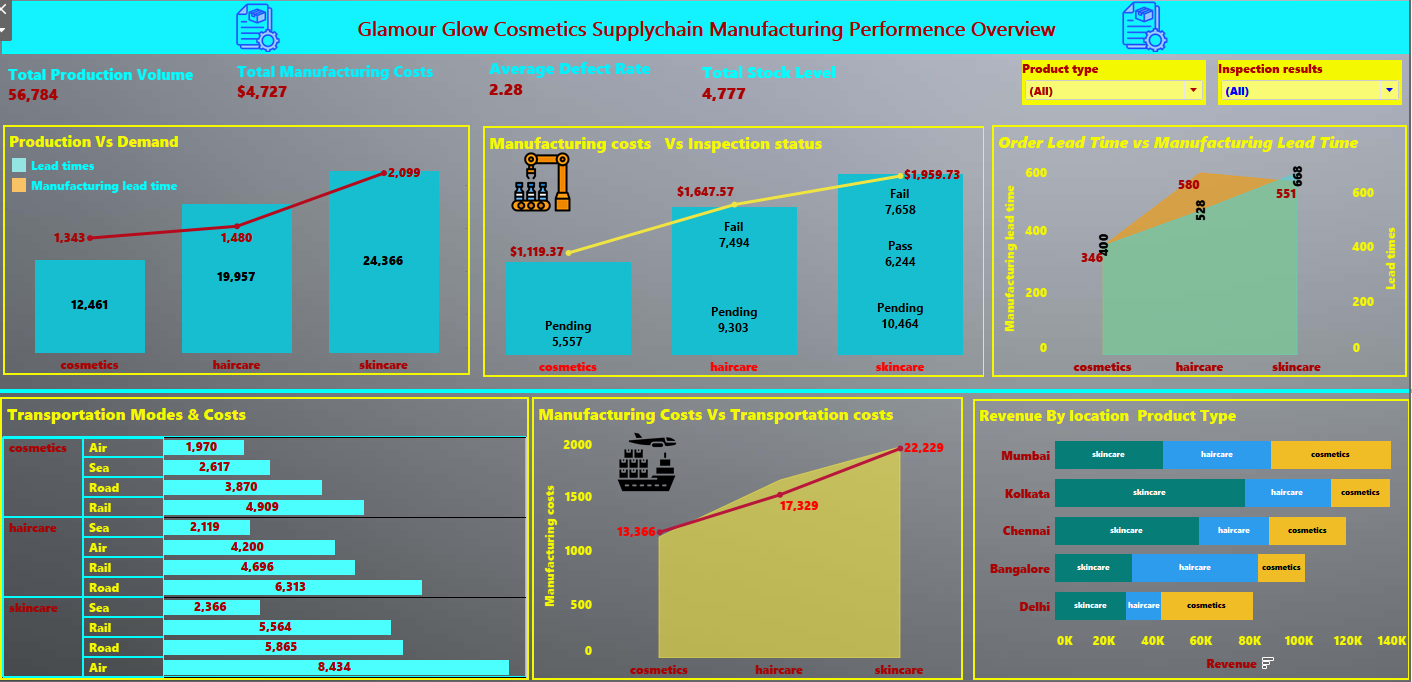 Glamour Glow Cosmetics Supplychain Manufacturing Performence Overview
Total Production Volume
56,784
Total Manufacturing Costs
$4,727
Average Defect Rate
2.28
Total Stock Level
4,777
Product type
(All)
Inspection results
(All)
Production Vs Demand
Lead times
Manufacturing lead time
2,099
1,343
1,480
24,366
19,957
12,461
cosmetics haircare skincare
Manufacturing costs Vs Inspection status
$1,959.73
$1,647.57
$1,119.37
Fail
7,658
Fail
7,494
Pass
6,244
Pending
10,464
Pending
9,303
Pending
5,557
cosmetics haircare skincare
Order Lead Time vs Manufacturing Lead Time
Manufacturing lead time
600
400
200
0
668
580
551
528
400
346
600
400
200
0
Lead times
cosmetics haircare skincare
Transportation Modes & Costs
cosmetics Air 1,970
Sea 2,617
Road 3,870
Rail 4,909
haircare Sea 2,119
Air 4,200
Rail 4,696
Road 6,313
skincare Sea 2,366
Rail 5,564
Road 5,865
Air 8,434
Manufacturing Costs Vs Transportation costs
Manufacturing costs
2000
1500
1000
500
0
22,229
17,329
13,366
cosmetics haircare skincare
Revenue By location Product Type
Mumbai skincare haircare cosmetics
Kolkata skincare haircare cosmetics
Chennai skincare haircare cosmetics
Bangalore skincare haircare cosmetics
Delhi skincare haircare cosmetics
0K 20K 40K 60K 80K 100K 120K 140K
Revenue